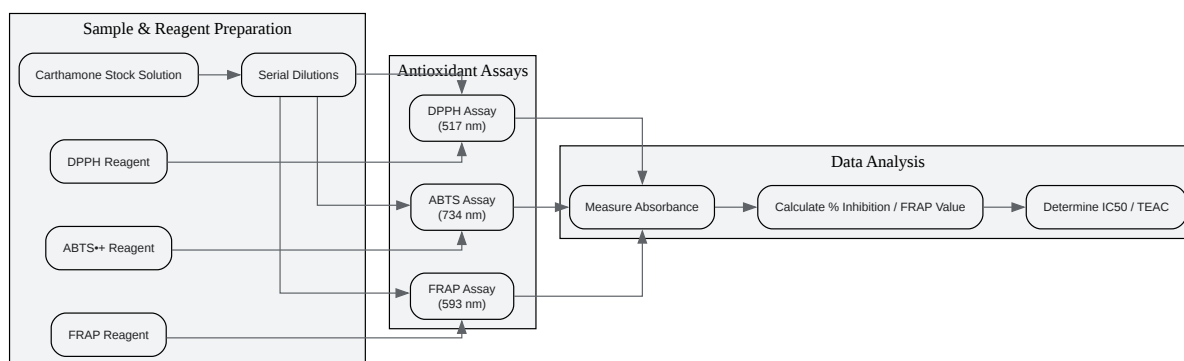 Sample & Reagent Preparation
Carthamone Stock Solution
Serial Dilutions
DPPH Reagent
ABTS•+ Reagent
FRAP Reagent
Antioxidant Assays
DPPH Assay
(517 nm)
ABTS Assay
(734 nm)
FRAP Assay
(593 nm)
Data Analysis
Measure Absorbance
Calculate % Inhibition / FRAP Value
Determine IC50 / TEAC